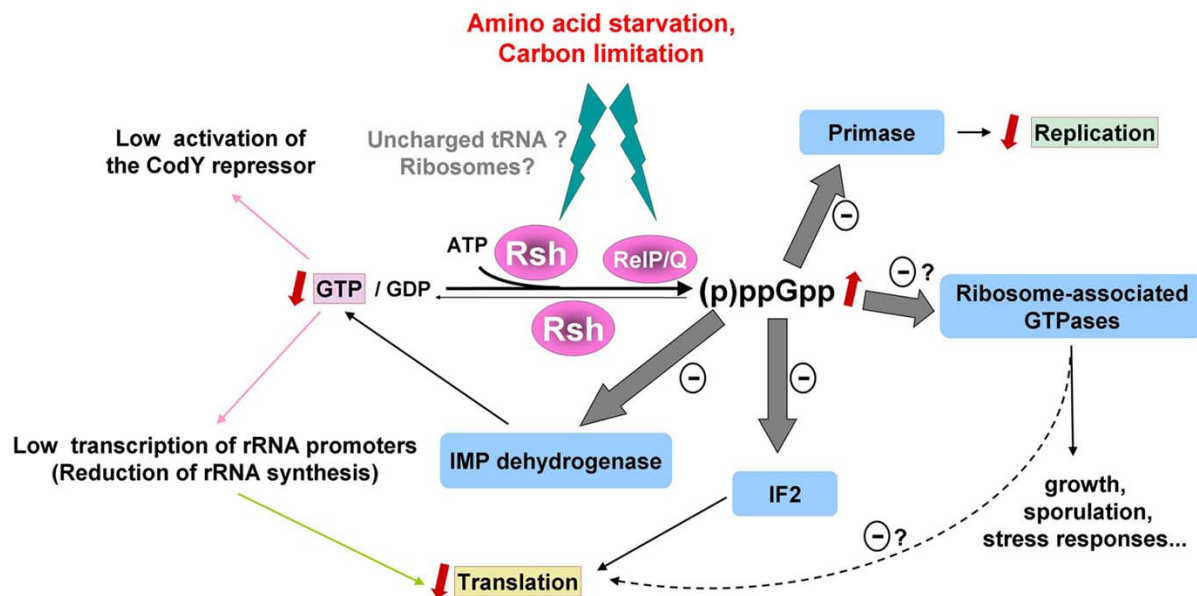 Amino acid starvation,
Carbon limitation
Low activation of
the CodY repressor
Uncharged tRNA ?
Ribosomes?
Primase
Replication
ATP
Rsh
RelP/Q
GTP / GDP
(p)ppGpp
Rsh
− ?
Ribosome-associated
GTPases
−
−
−
Low transcription of rRNA promoters
(Reduction of rRNA synthesis)
IMP dehydrogenase
IF2
growth,
sporulation,
stress responses...
− ?
Translation